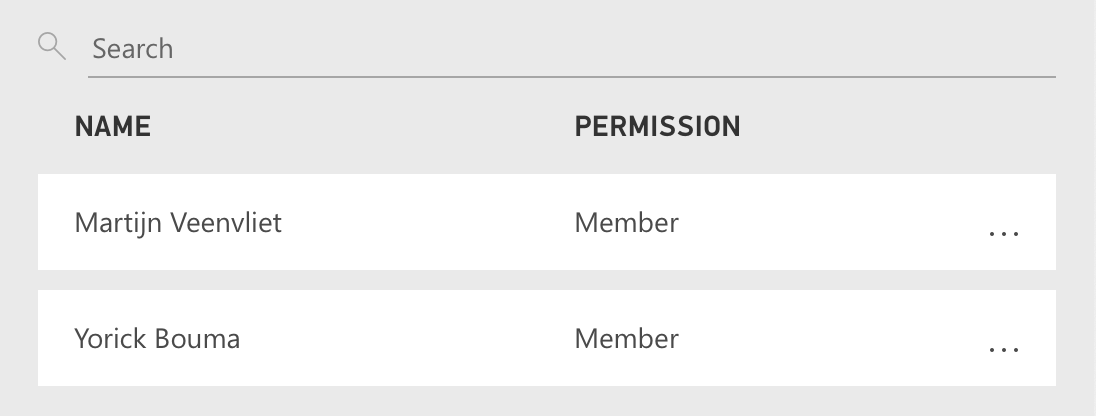 Search
NAME PERMISSION
Martijn Veenvliet Member ...
Yorick Bouma Member ...